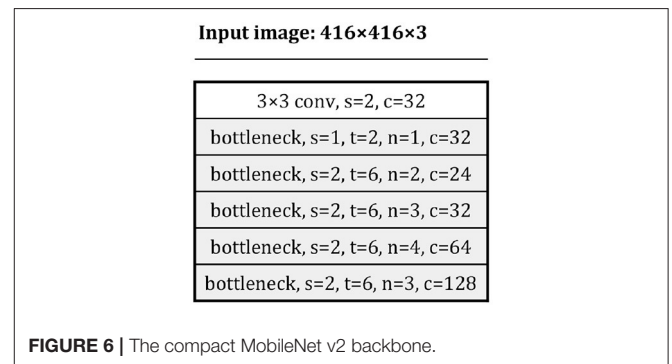 Input image: 416×416×3
3×3 conv, s=2, c=32
bottleneck, s=1, t=2, n=1, c=32
bottleneck, s=2, t=6, n=2, c=24
bottleneck, s=2, t=6, n=3, c=32
bottleneck, s=2, t=6, n=4, c=64
bottleneck, s=2, t=6, n=3, c=128
FIGURE 6 | The compact MobileNet v2 backbone.